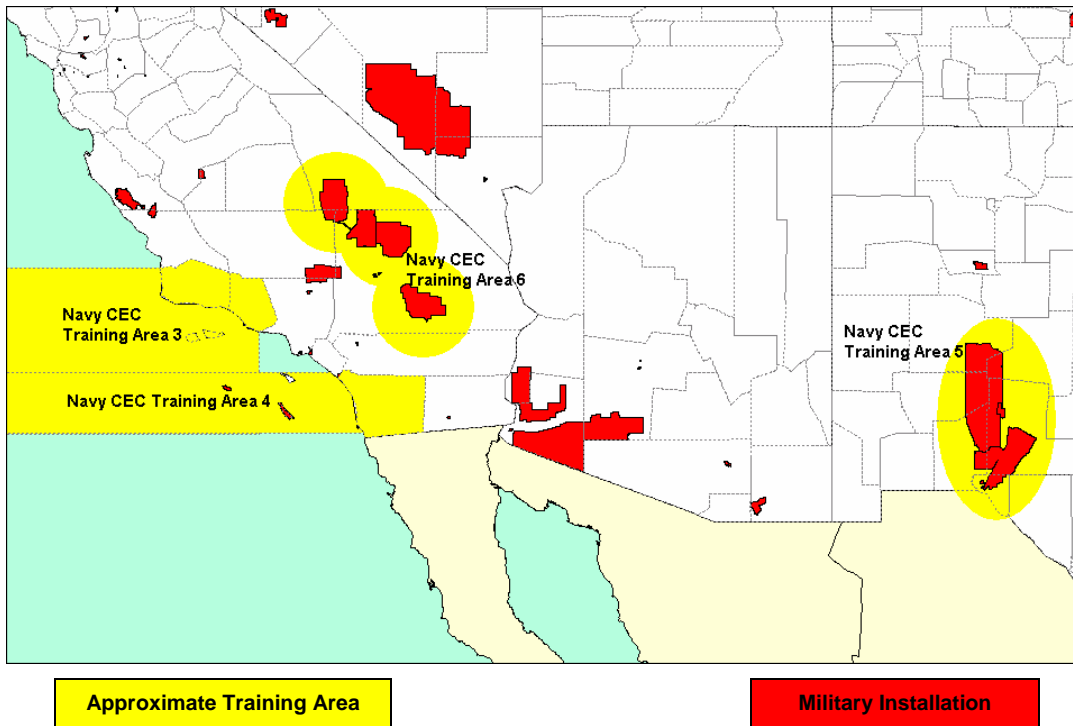 Navy CEC
Training Area 6
Navy CEC
Training Area 3
Navy CEC
Training Area 5
Navy CEC Training Area 4
Approximate Training Area
Military Installation